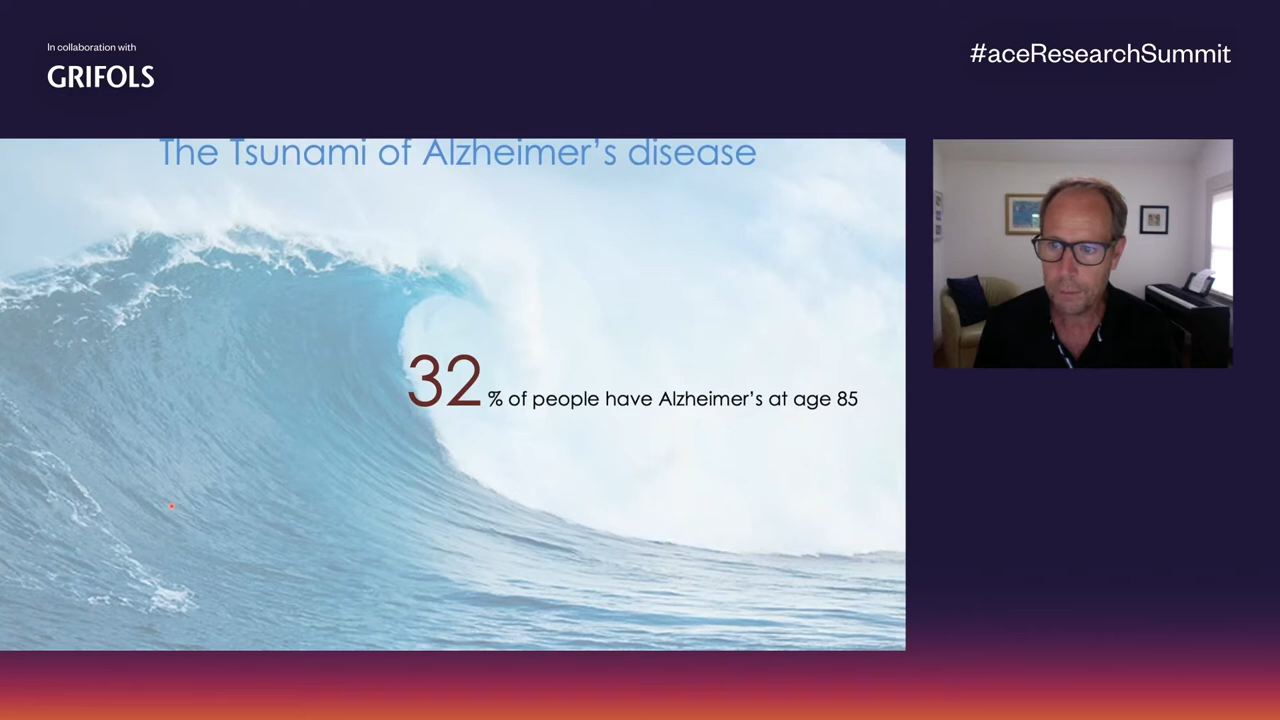 In collaboration with
GRIFOLS
#aceResearchSummit
The Tsunami of Alzheimer’s disease
32 % of people have Alzheimer’s at age 85